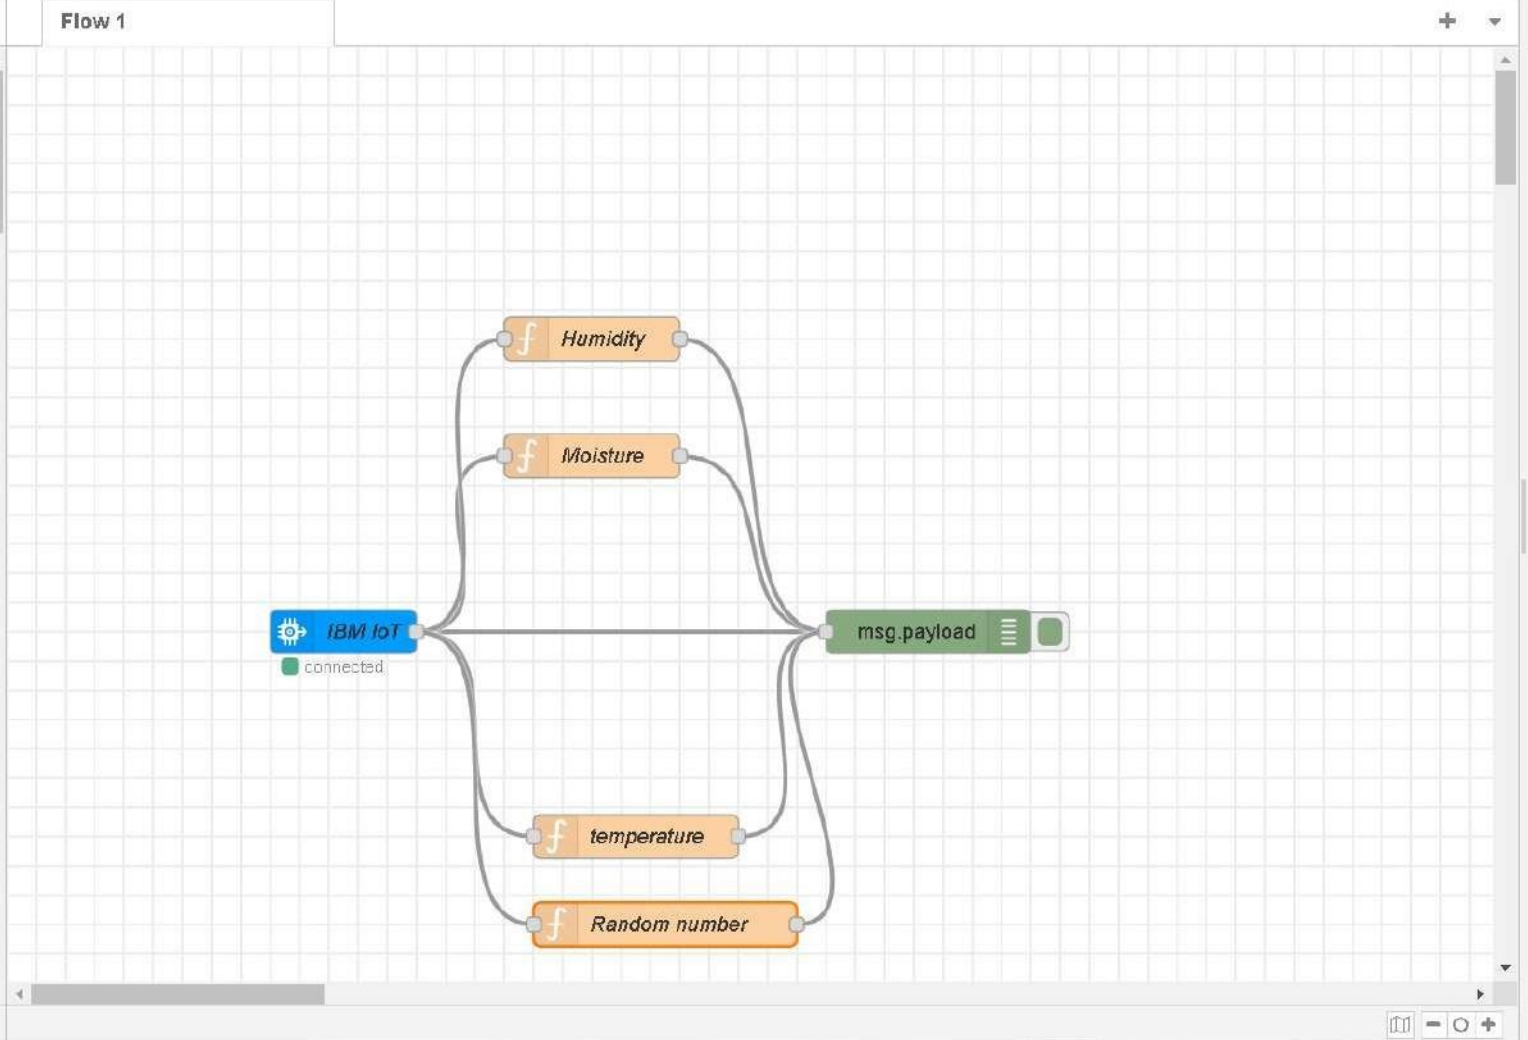 Flow 1
Humidity
Moisture
IBM IoT
msg.payload
connected
temperature
Random number